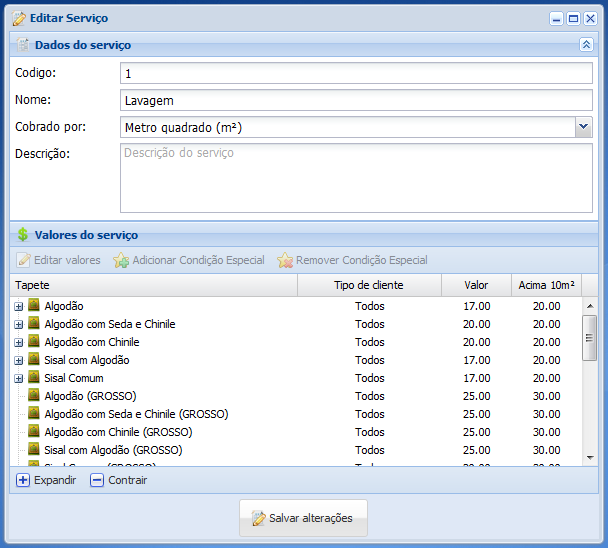 Editar Serviço
Dados do serviço
Codigo: 1
Nome: Lavagem
Cobrado por: Metro quadrado (m²)
Descrição: Descrição do serviço
Valores do serviço
Editar valores Adicionar Condição Especial Remover Condição Especial
Tapete Tipo de cliente Valor Acima 10m²
Algodão Todos 17.00 20.00
Algodão com Seda e Chinile Todos 20.00 20.00
Algodão com Chinile Todos 20.00 20.00
Sisal com Algodão Todos 17.00 20.00
Sisal Comum Todos 17.00 20.00
Algodão (GROSSO) Todos 25.00 30.00
Algodão com Seda e Chinile (GROSSO) Todos 25.00 30.00
Algodão com Chinile (GROSSO) Todos 25.00 30.00
Sisal com Algodão (GROSSO) Todos 25.00 30.00
Sisal Comum (GROSSO) Todos
Expandir Contrair
Salvar alterações